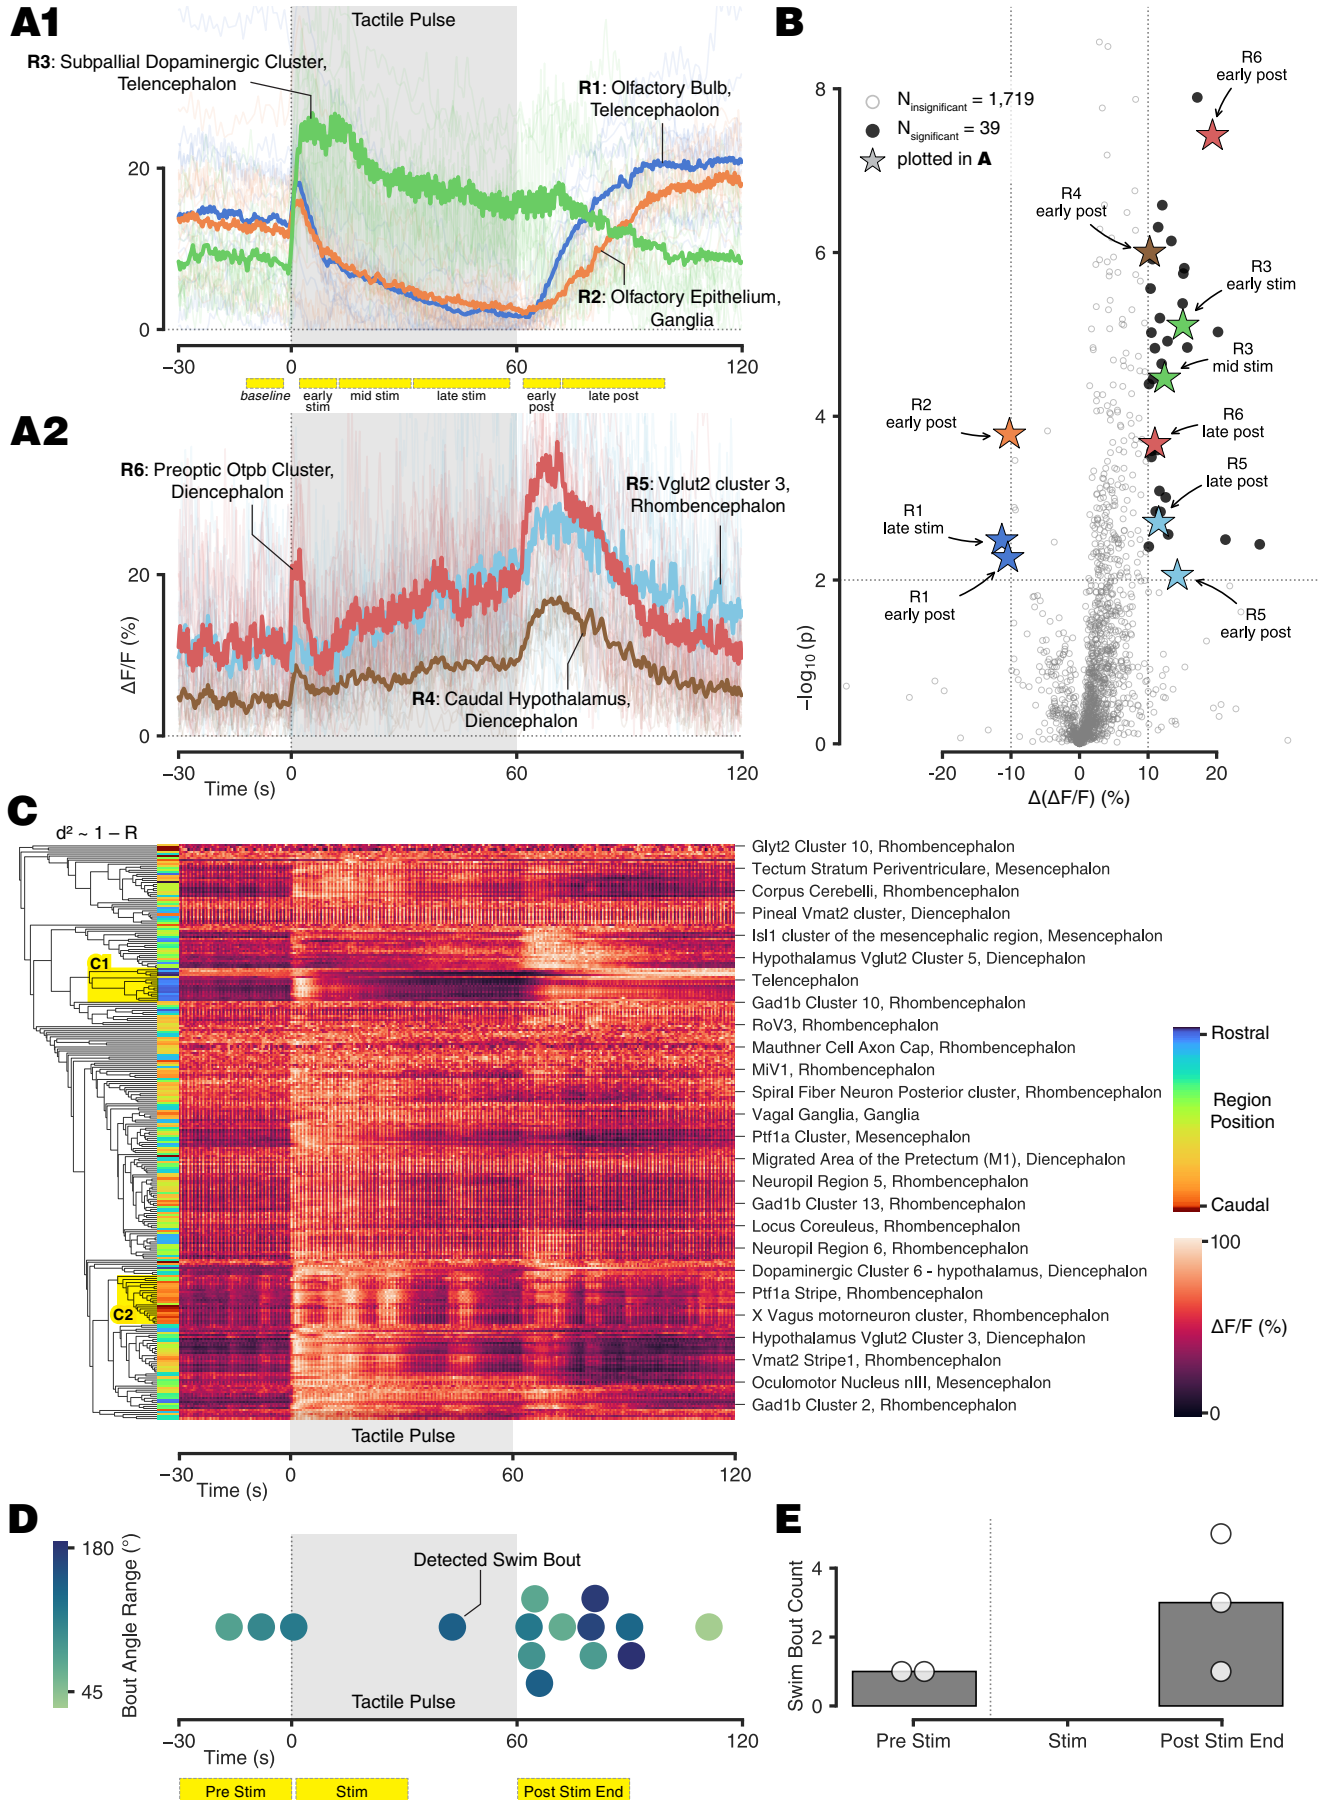 A1
Tactile Pulse
R3: Subpallial Dopaminergic Cluster,
Telencephalon
R1: Olfactory Bulb,
Telencephaolon
R2: Olfactory Epithelium,
Ganglia
20
0
−30
0
60
120
baseline
early
stim
mid stim
late stim
early
post
late post
A2
R6: Preoptic Otpb Cluster,
Diencephalon
R5: Vglut2 cluster 3,
Rhombencephalon
R4: Caudal Hypothalamus,
Diencephalon
ΔF/F (%)
20
0
−30
0
60
120
Time (s)
B
N insignificant = 1,719
N significant = 39
plotted in A
R6
early post
R4
early post
R3
early stim
R3
mid stim
R2
early post
R6
late post
R5
late post
R1
late stim
R1
early post
R5
early post
8
6
4
2
0
−log10 (p)
-20
-10
0
10
20
Δ(ΔF/F) (%)
C
d² ~ 1 − R
C1
C2
Glyt2 Cluster 10, Rhombencephalon
Tectum Stratum Periventriculare, Mesencephalon
Corpus Cerebelli, Rhombencephalon
Pineal Vmat2 cluster, Diencephalon
Isl1 cluster of the mesencephalic region, Mesencephalon
Hypothalamus Vglut2 Cluster 5, Diencephalon
Telencephalon
Gad1b Cluster 10, Rhombencephalon
RoV3, Rhombencephalon
Mauthner Cell Axon Cap, Rhombencephalon
MiV1, Rhombencephalon
Spiral Fiber Neuron Posterior cluster, Rhombencephalon
Vagal Ganglia, Ganglia
Ptf1a Cluster, Mesencephalon
Migrated Area of the Pretectum (M1), Diencephalon
Neuropil Region 5, Rhombencephalon
Gad1b Cluster 13, Rhombencephalon
Locus Coreuleus, Rhombencephalon
Neuropil Region 6, Rhombencephalon
Dopaminergic Cluster 6 - hypothalamus, Diencephalon
Ptf1a Stripe, Rhombencephalon
X Vagus motorneuron cluster, Rhombencephalon
Hypothalamus Vglut2 Cluster 3, Diencephalon
Vmat2 Stripe1, Rhombencephalon
Oculomotor Nucleus nIII, Mesencephalon
Gad1b Cluster 2, Rhombencephalon
Rostral
Region
Position
Caudal
100
ΔF/F (%)
0
Tactile Pulse
−30
0
60
120
Time (s)
D
180
45
Bout Angle Range (°)
Detected Swim Bout
Tactile Pulse
−30
0
60
120
Time (s)
Pre Stim
Stim
Post Stim End
E
Swim Bout Count
4
2
0
Pre Stim
Stim
Post Stim End